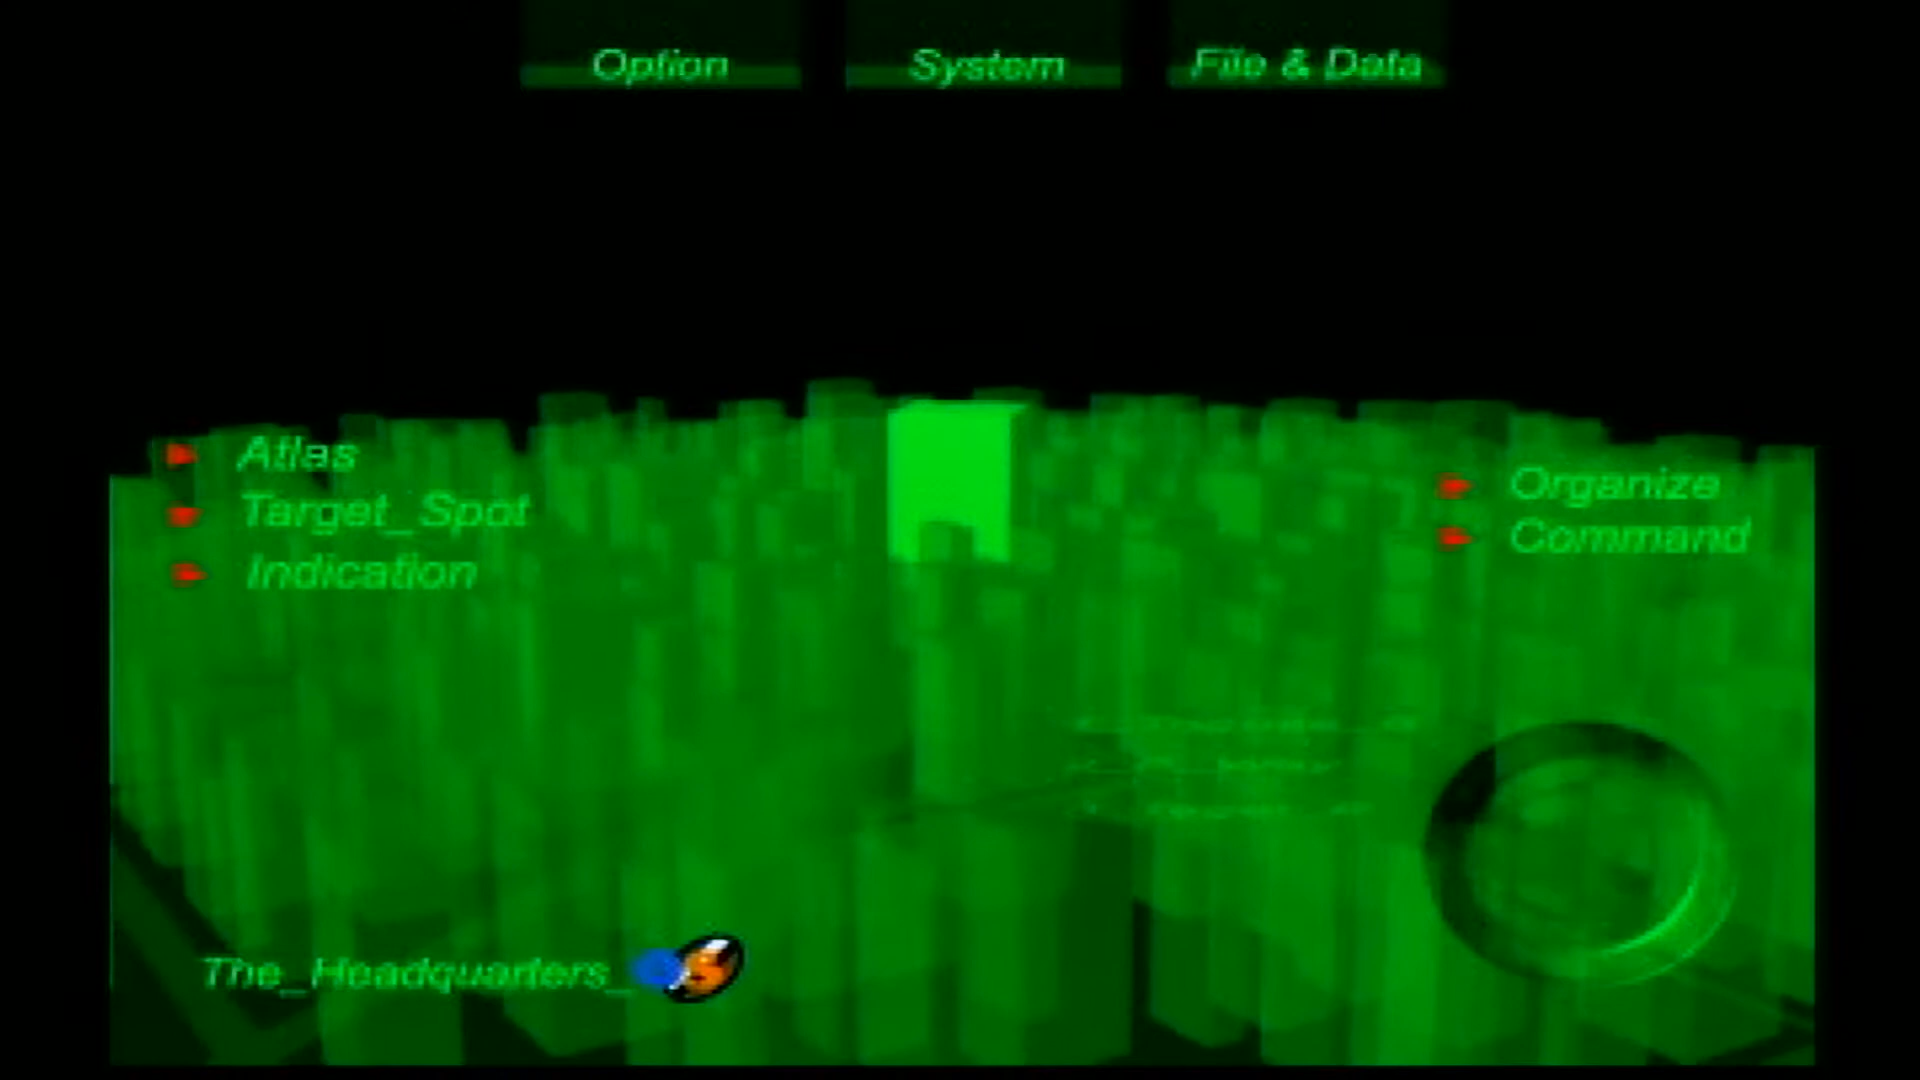 Option
System
File & Data
Atlas
Target_Spot
Indication
Organize
Command
The_Headquarters_